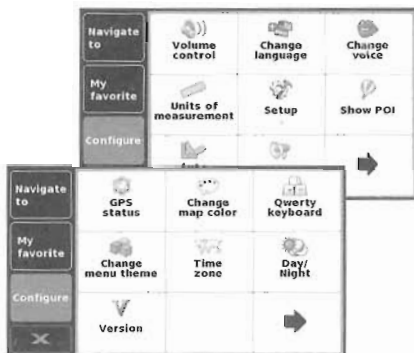 Navigate
to
Volume
control
Change
language
Change
voice
My
favorite
Units of
measurement
Setup
Show POI
Configure
Navigate
to
GPS
status
Change
map color
Qwerty
keyboard
My
favorite
Change
menu theme
Time
zone
Day/
Night
Configure
Version